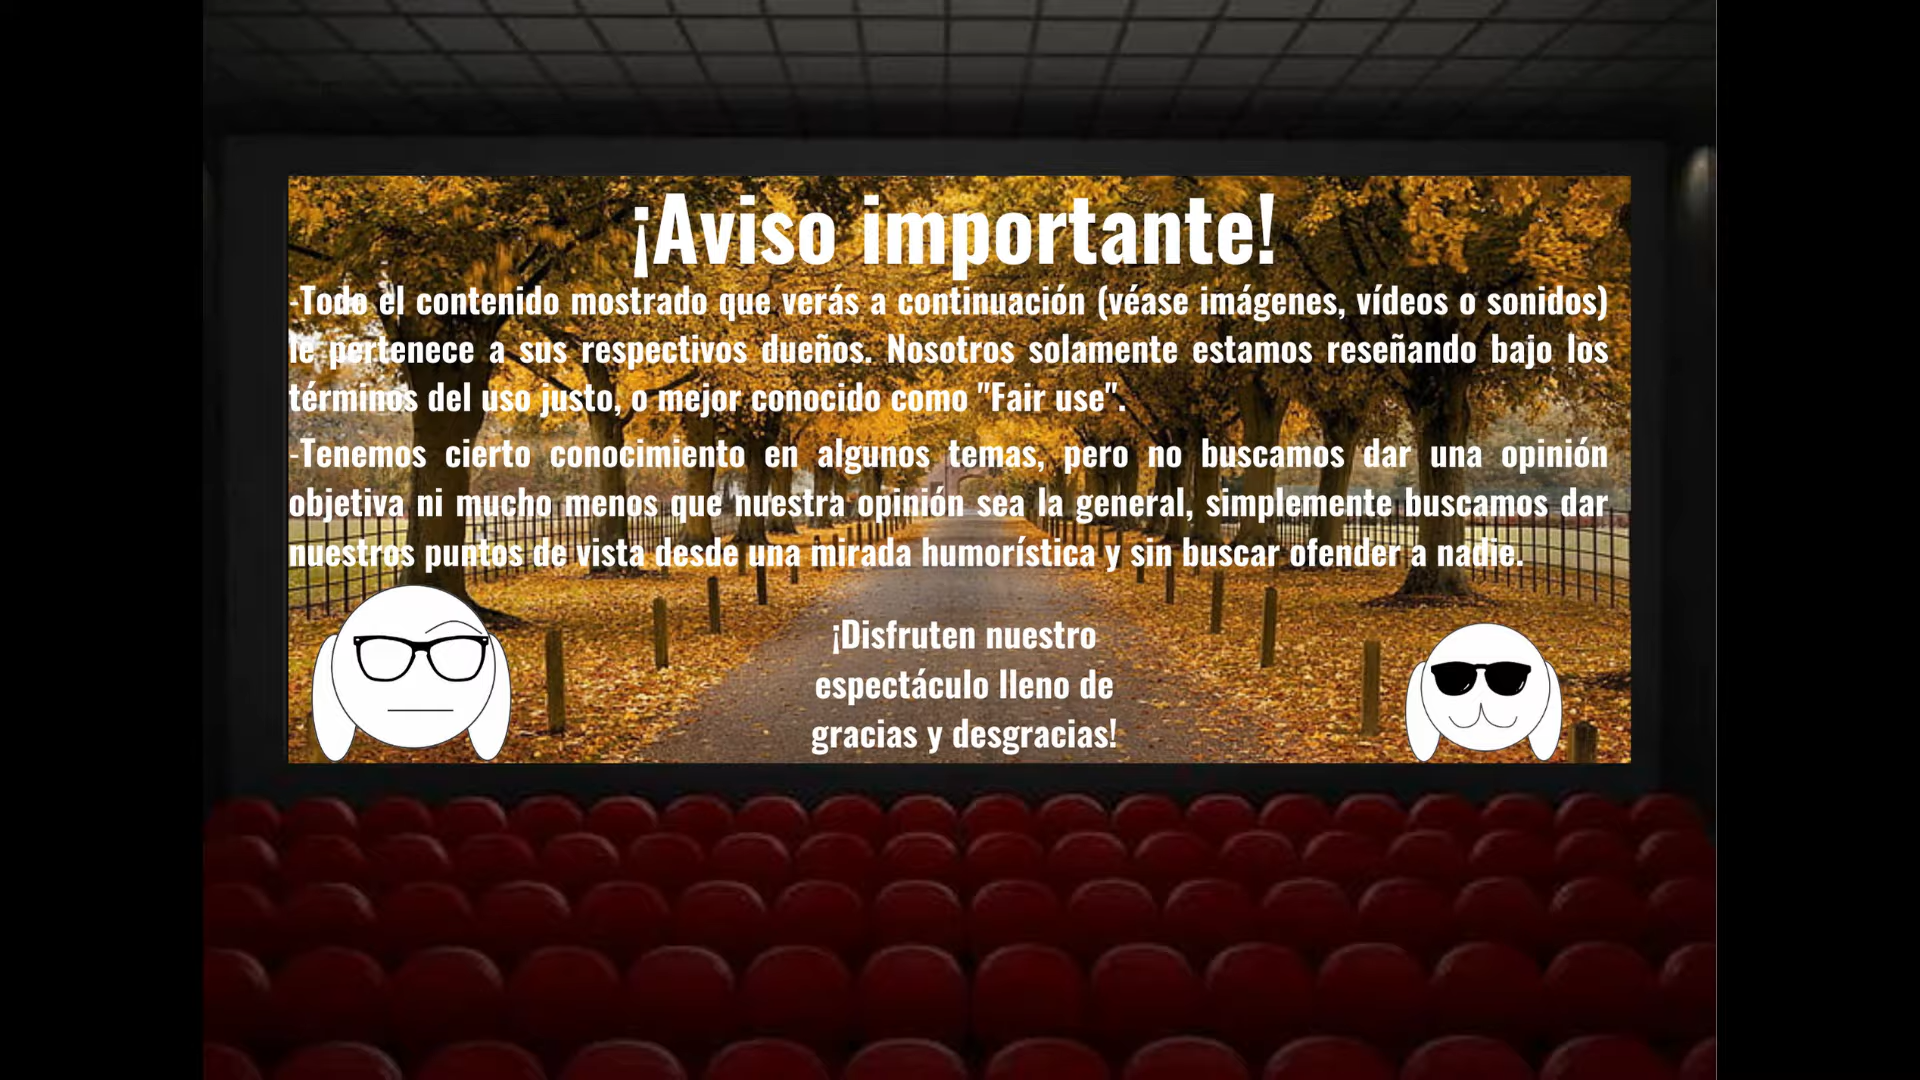 ¡Aviso importante!
-Todo el contenido mostrado que verás a continuación (véase imágenes, vídeos o sonidos)
le pertenece a sus respectivos dueños. Nosotros solamente estamos reseñando bajo los
términos del uso justo, o mejor conocido como "Fair use".
-Tenemos cierto conocimiento en algunos temas, pero no buscamos dar una opinión
objetiva ni mucho menos que nuestra opinión sea la general, simplemente buscamos dar
nuestros puntos de vista desde una mirada humorística y sin buscar ofender a nadie.
¡Disfruten nuestro
espectáculo lleno de
gracias y desgracias!